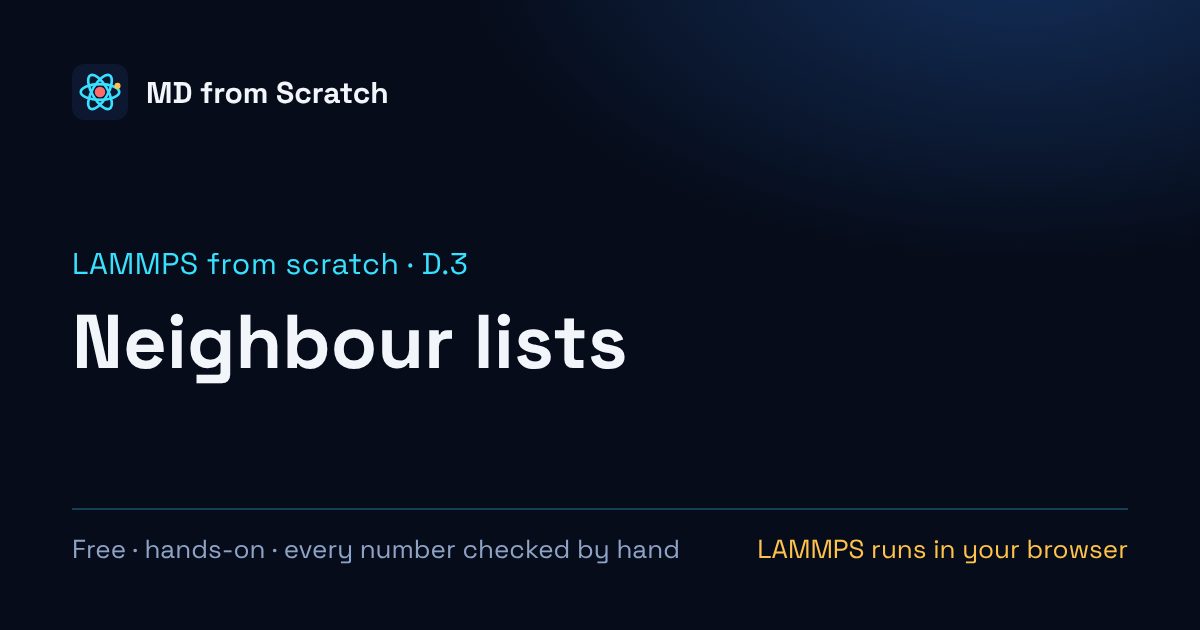 MD from Scratch
LAMMPS from scratch · D.3
Neighbour lists
Free · hands-on · every number checked by hand
LAMMPS runs in your browser